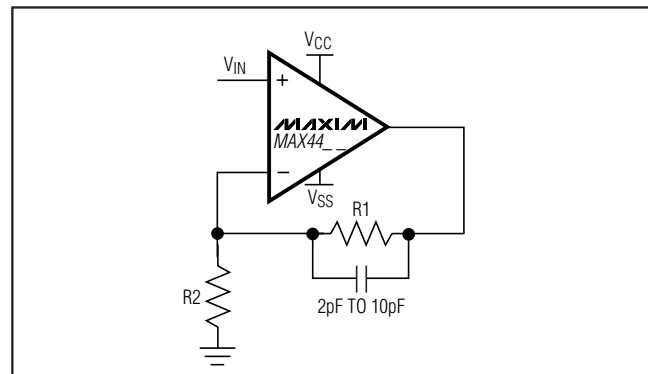 VCC
VIN
+
MAXIM
MAX44_ _
−
VSS
R1
R2
2pF TO 10pF